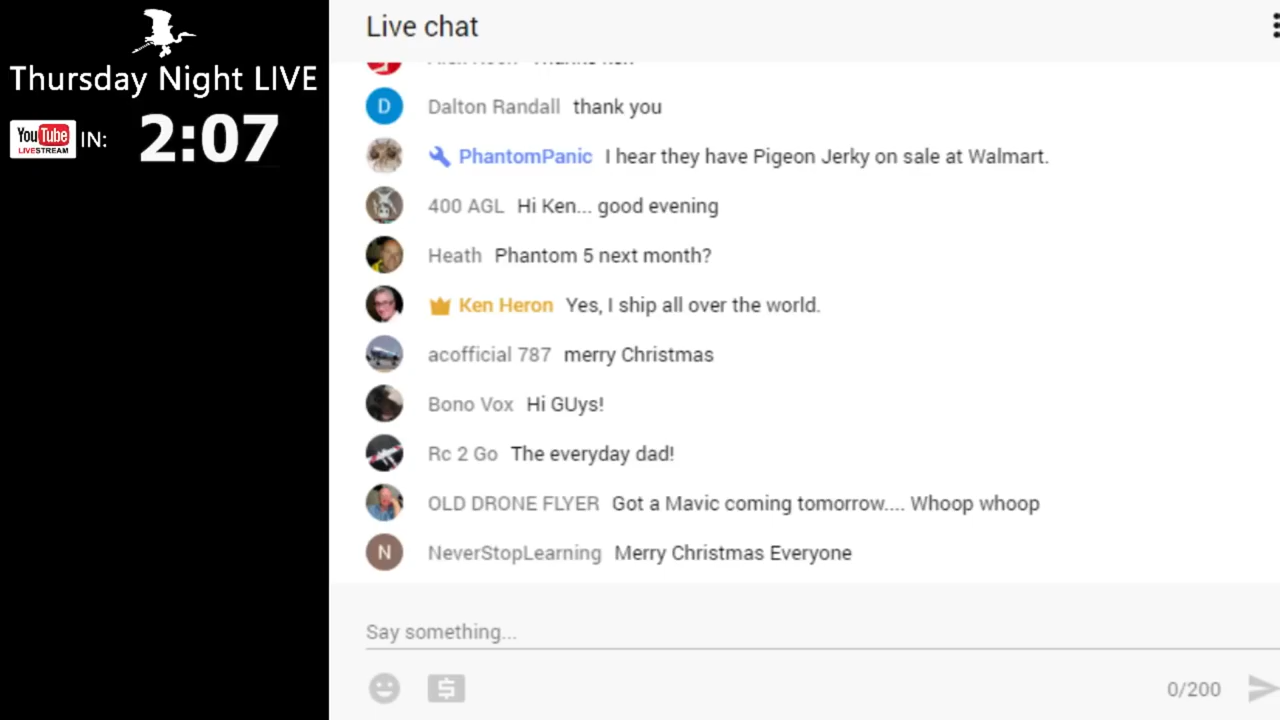 Thursday Night LIVE
YouTube
LIVESTREAM
IN:
2:07
Live chat
Dalton Randall thank you
PhantomPanic I hear they have Pigeon Jerky on sale at Walmart.
400 AGL Hi Ken... good evening
Heath Phantom 5 next month?
Ken Heron Yes, I ship all over the world.
acofficial 787 merry Christmas
Bono Vox Hi GUys!
Rc 2 Go The everyday dad!
OLD DRONE FLYER Got a Mavic coming tomorrow.... Whoop whoop
N NeverStopLearning Merry Christmas Everyone
Say something...
0/200